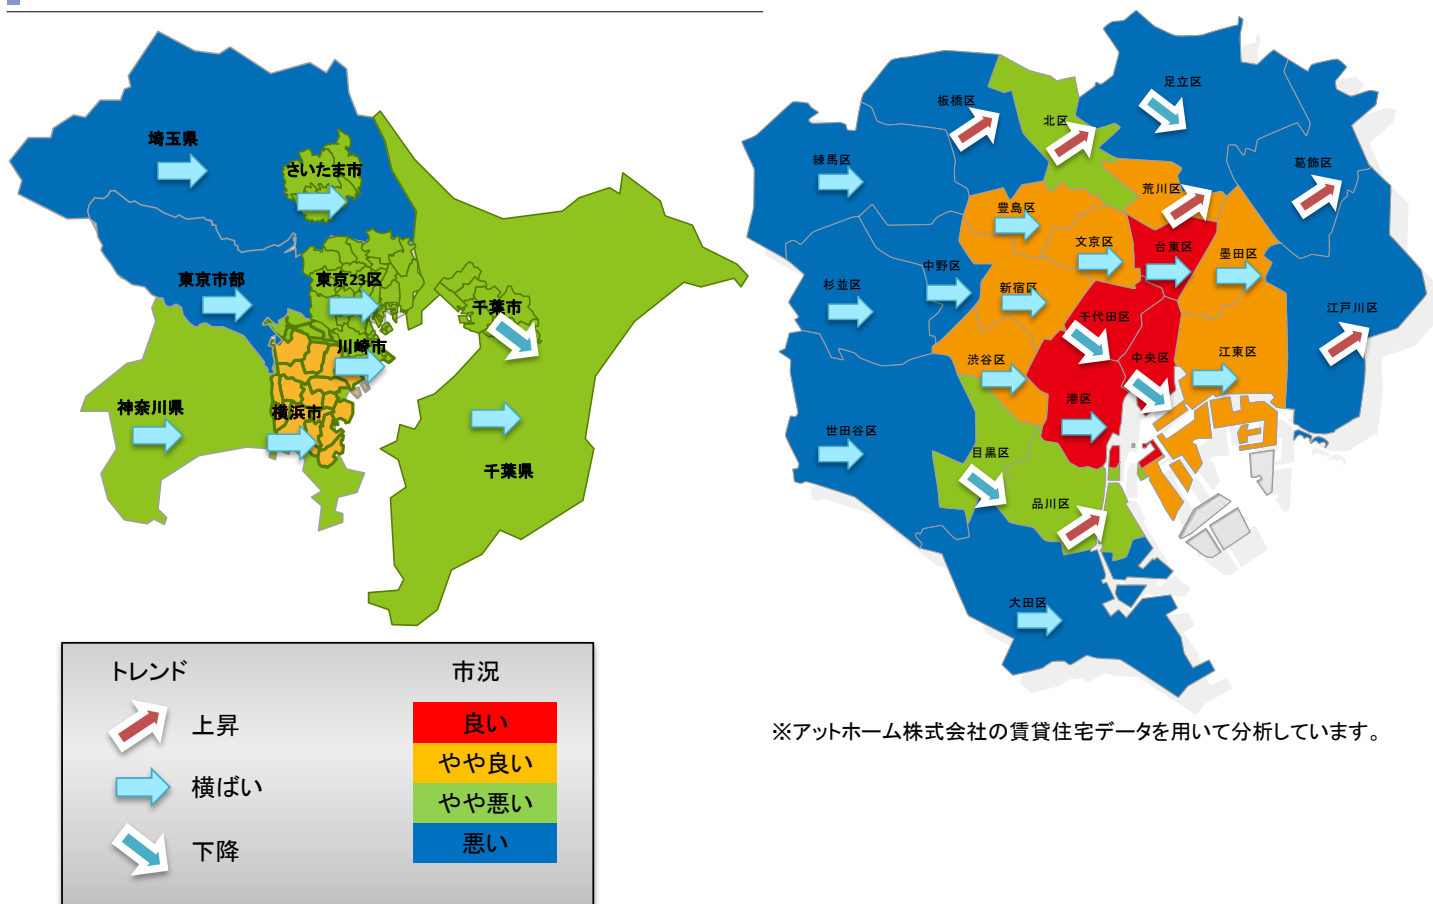 埼玉県
さいたま市
東京市部
東京23区
千葉市
川崎市
神奈川県
横浜市
千葉県
足立区
板橋区
北区
練馬区
葛飾区
荒川区
豊島区
文京区
台東区
墨田区
中野区
杉並区
新宿区
千代田区
江戸川区
渋谷区
中央区
江東区
港区
世田谷区
目黒区
品川区
大田区
トレンド
市況
上昇
横ばい
下降
良い
やや良い
やや悪い
悪い
※アットホーム株式会社の賃貸住宅データを用いて分析しています。